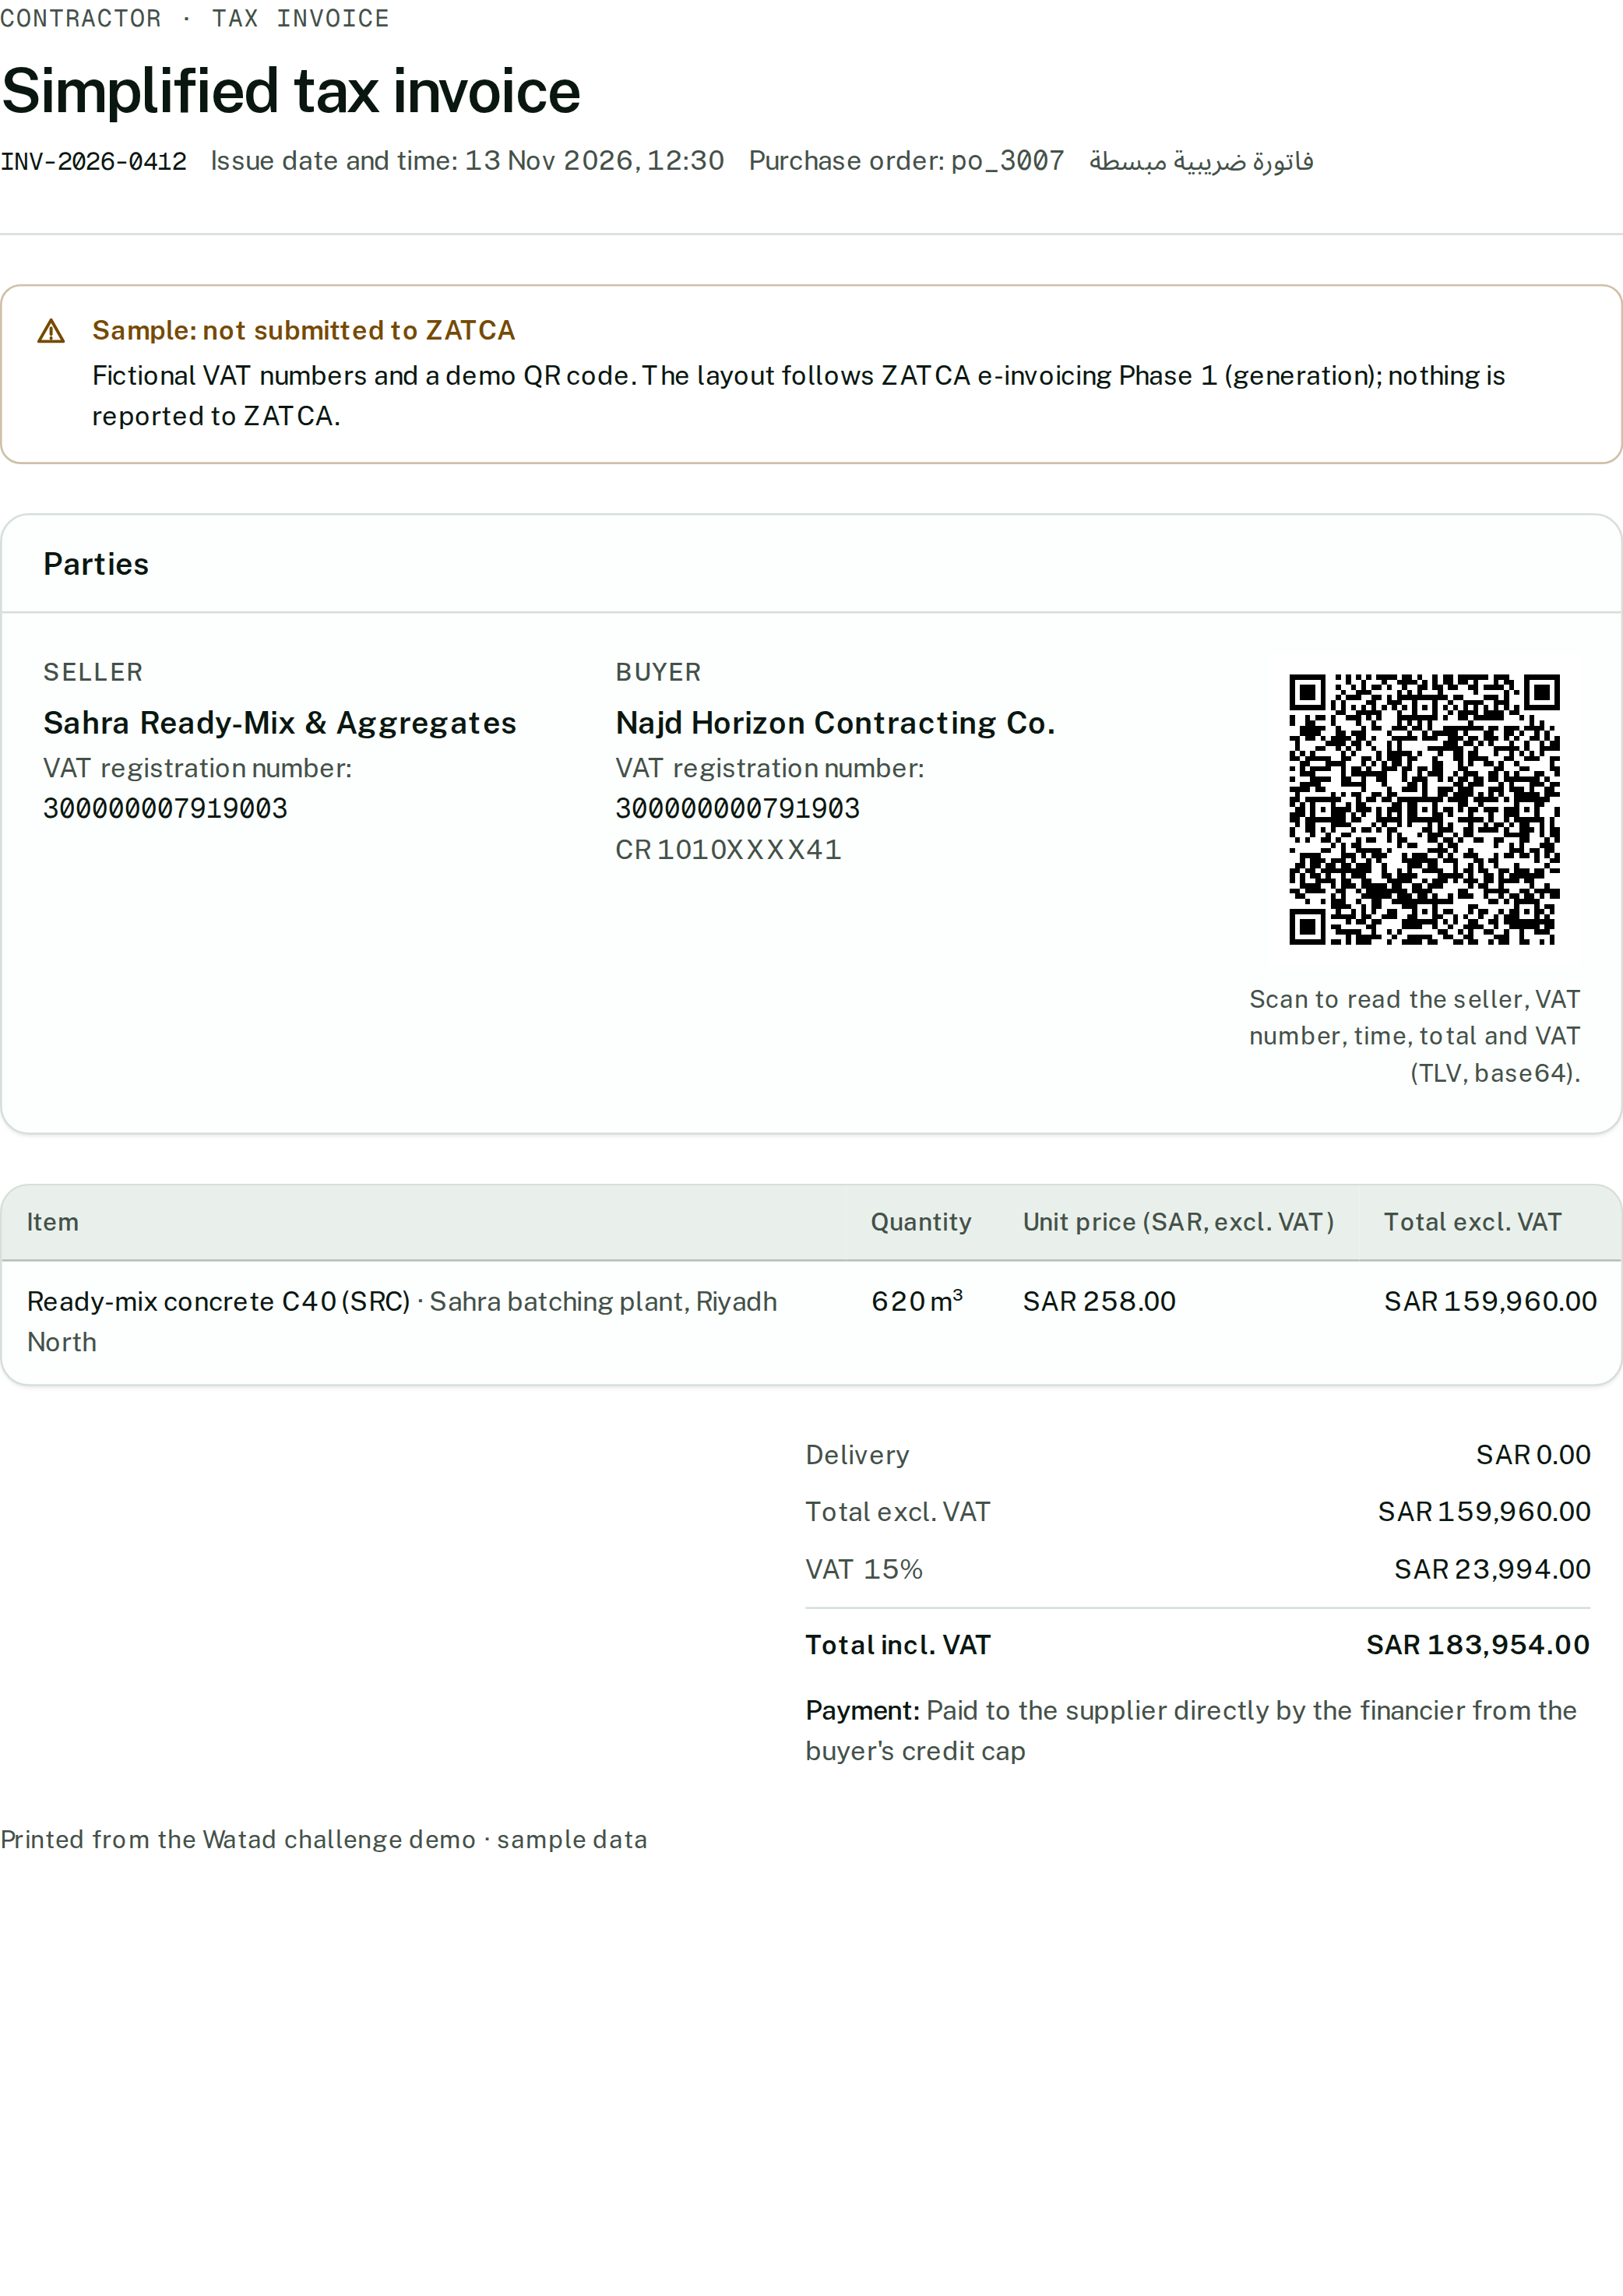 CONTRACTOR · TAX INVOICE
Simplified tax invoice
INV-2026-0412 Issue date and time: 13 Nov 2026, 12:30 Purchase order: po_3007 فاتورة ضريبية مبسطة
Sample: not submitted to ZATCA
Fictional VAT numbers and a demo QR code. The layout follows ZATCA e-invoicing Phase 1 (generation); nothing is
reported to ZATCA.
Parties
SELLER
Sahra Ready-Mix & Aggregates
VAT registration number:
300000007919003
BUYER
Najd Horizon Contracting Co.
VAT registration number:
300000000791903
CR 1010XXXX41
Scan to read the seller, VAT
number, time, total and VAT
(TLV, base64).
Item Quantity Unit price (SAR, excl. VAT) Total excl. VAT
Ready-mix concrete C40 (SRC) · Sahra batching plant, Riyadh 620 m³ SAR 258.00 SAR 159,960.00
North
Delivery SAR 0.00
Total excl. VAT SAR 159,960.00
VAT 15% SAR 23,994.00
Total incl. VAT SAR 183,954.00
Payment: Paid to the supplier directly by the financier from the
buyer's credit cap
Printed from the Watad challenge demo · sample data